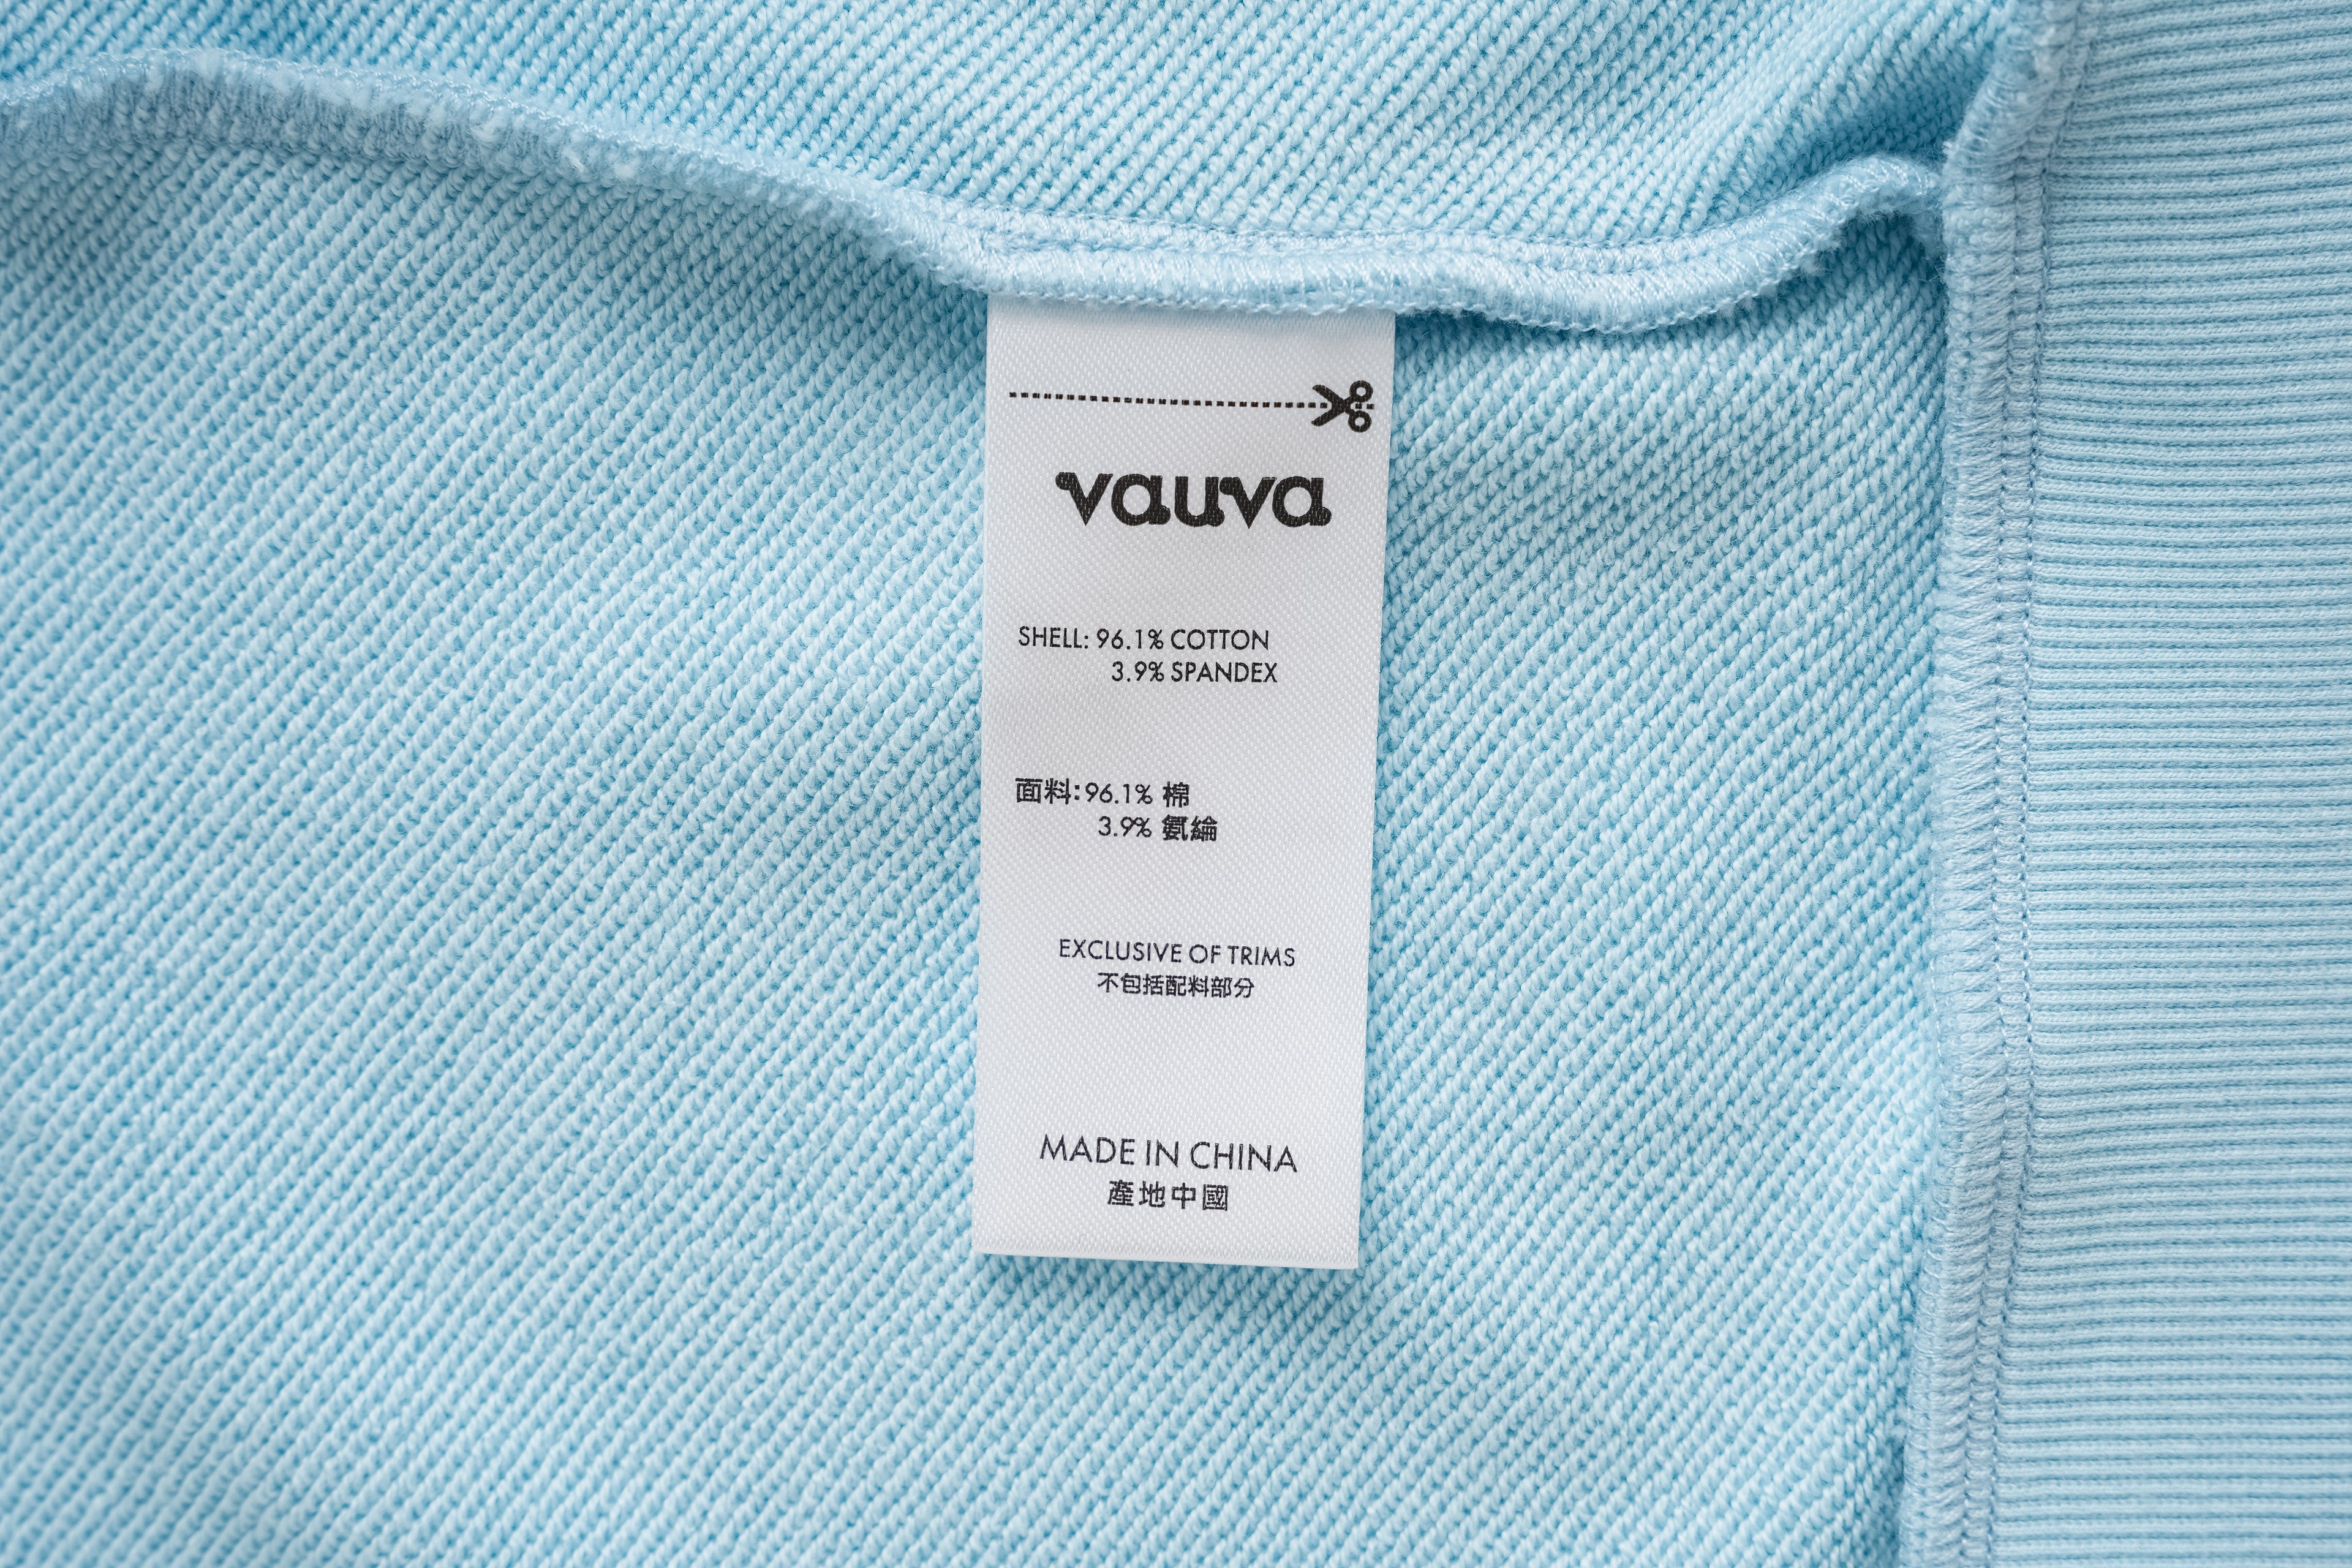 vauva
SHELL: 96.1% COTTON
3.9% SPANDEX
面料:96.1% 棉
3.9% 氨綸
EXCLUSIVE OF TRIMS
不包括配料部分
MADE IN CHINA
產地中國